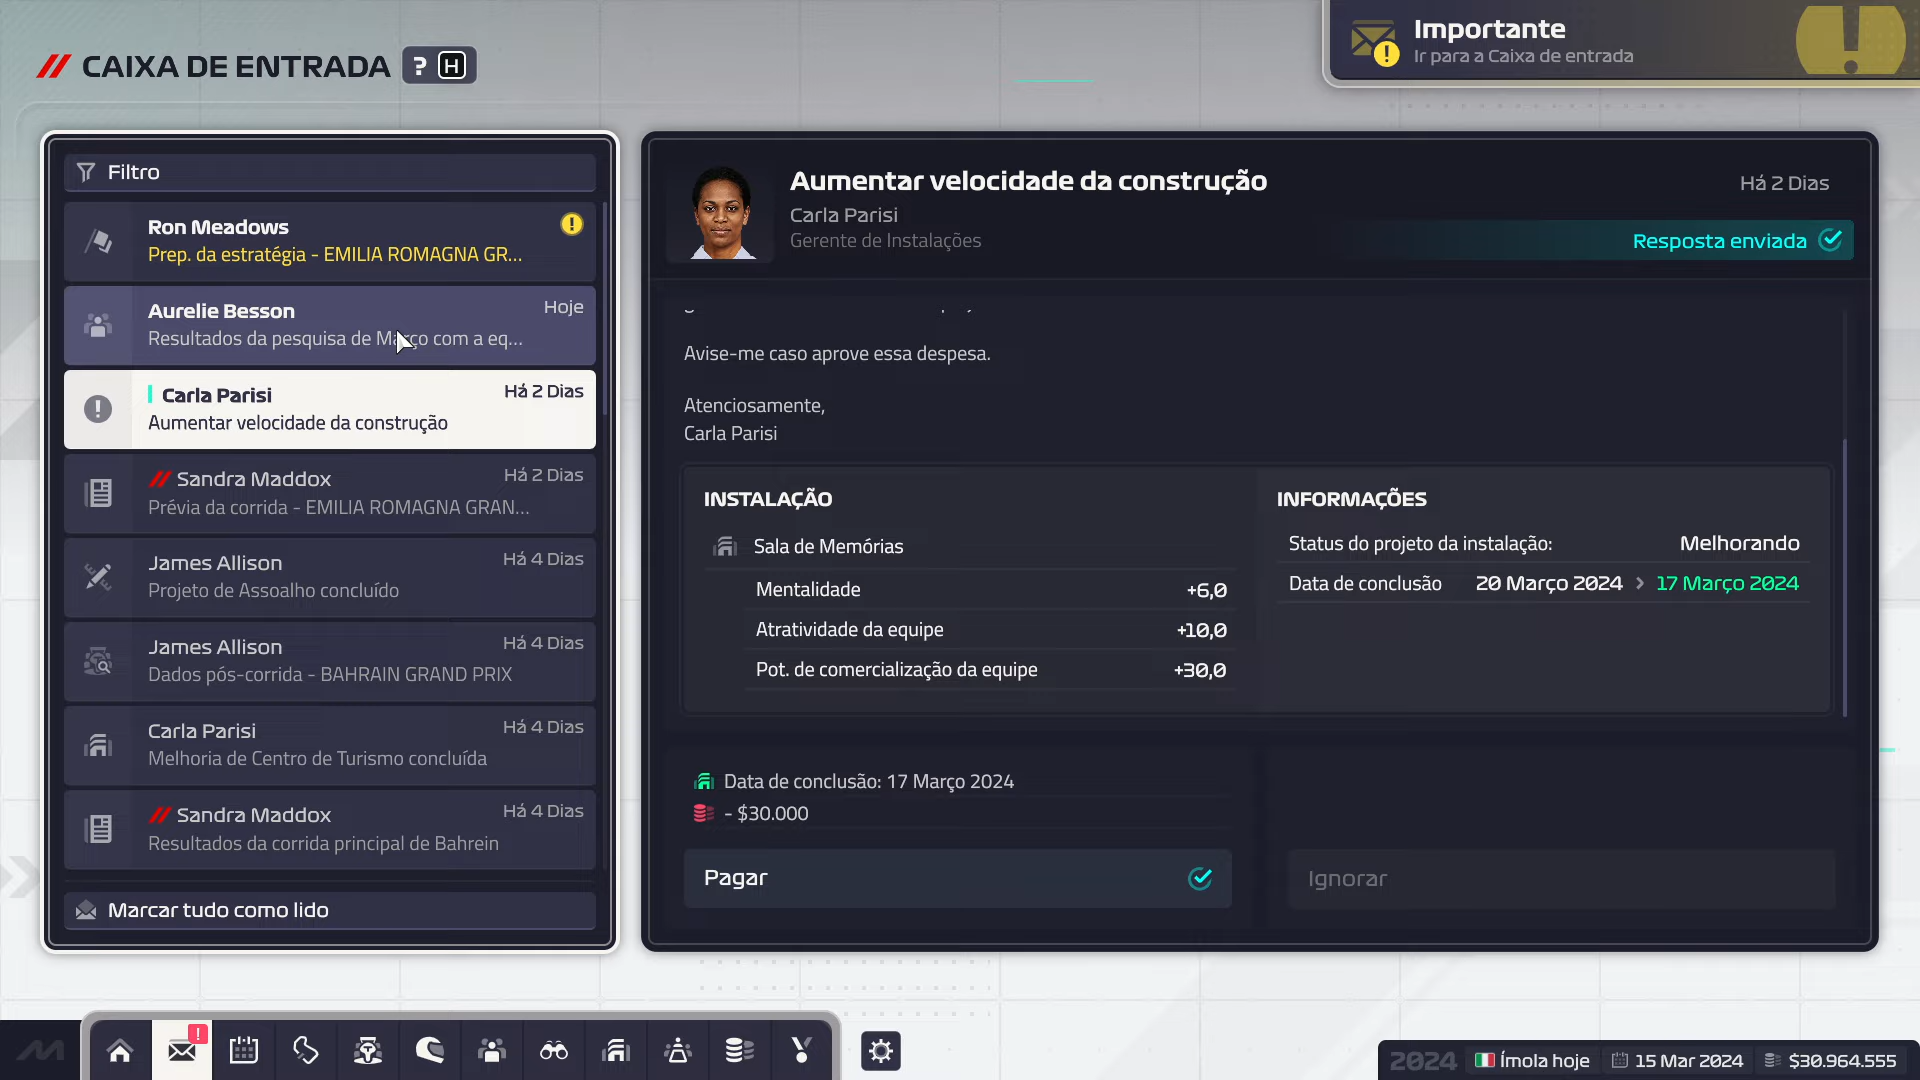 CAIXA DE ENTRADA
? H
Importante
Ir para a Caixa de entrada
Filtro
Ron Meadows
Prep. da estratégia - EMILIA ROMAGNA GR...
Aurelie Besson
Hoje
Resultados da pesquisa de Março com a eq...
Carla Parisi
Há 2 Dias
Aumentar velocidade da construção
Sandra Maddox
Há 2 Dias
Prévia da corrida - EMILIA ROMAGNA GRAN...
James Allison
Há 4 Dias
Projeto de Assoalho concluído
James Allison
Há 4 Dias
Dados pós-corrida - BAHRAIN GRAND PRIX
Carla Parisi
Há 4 Dias
Melhoria de Centro de Turismo concluída
Sandra Maddox
Há 4 Dias
Resultados da corrida principal de Bahrein
Marcar tudo como lido
Aumentar velocidade da construção
Há 2 Dias
Carla Parisi
Gerente de Instalações
Resposta enviada
Avise-me caso aprove essa despesa.
Atenciosamente,
Carla Parisi
INSTALAÇÃO
Sala de Memórias
Mentalidade +6,0
Atratividade da equipe +10,0
Pot. de comercialização da equipe +30,0
INFORMAÇÕES
Status do projeto da instalação: Melhorando
Data de conclusão 20 Março 2024 > 17 Março 2024
Data de conclusão: 17 Março 2024
- $30.000
Pagar
Ignorar
2024 Ímola hoje 15 Mar 2024 $30.964.555